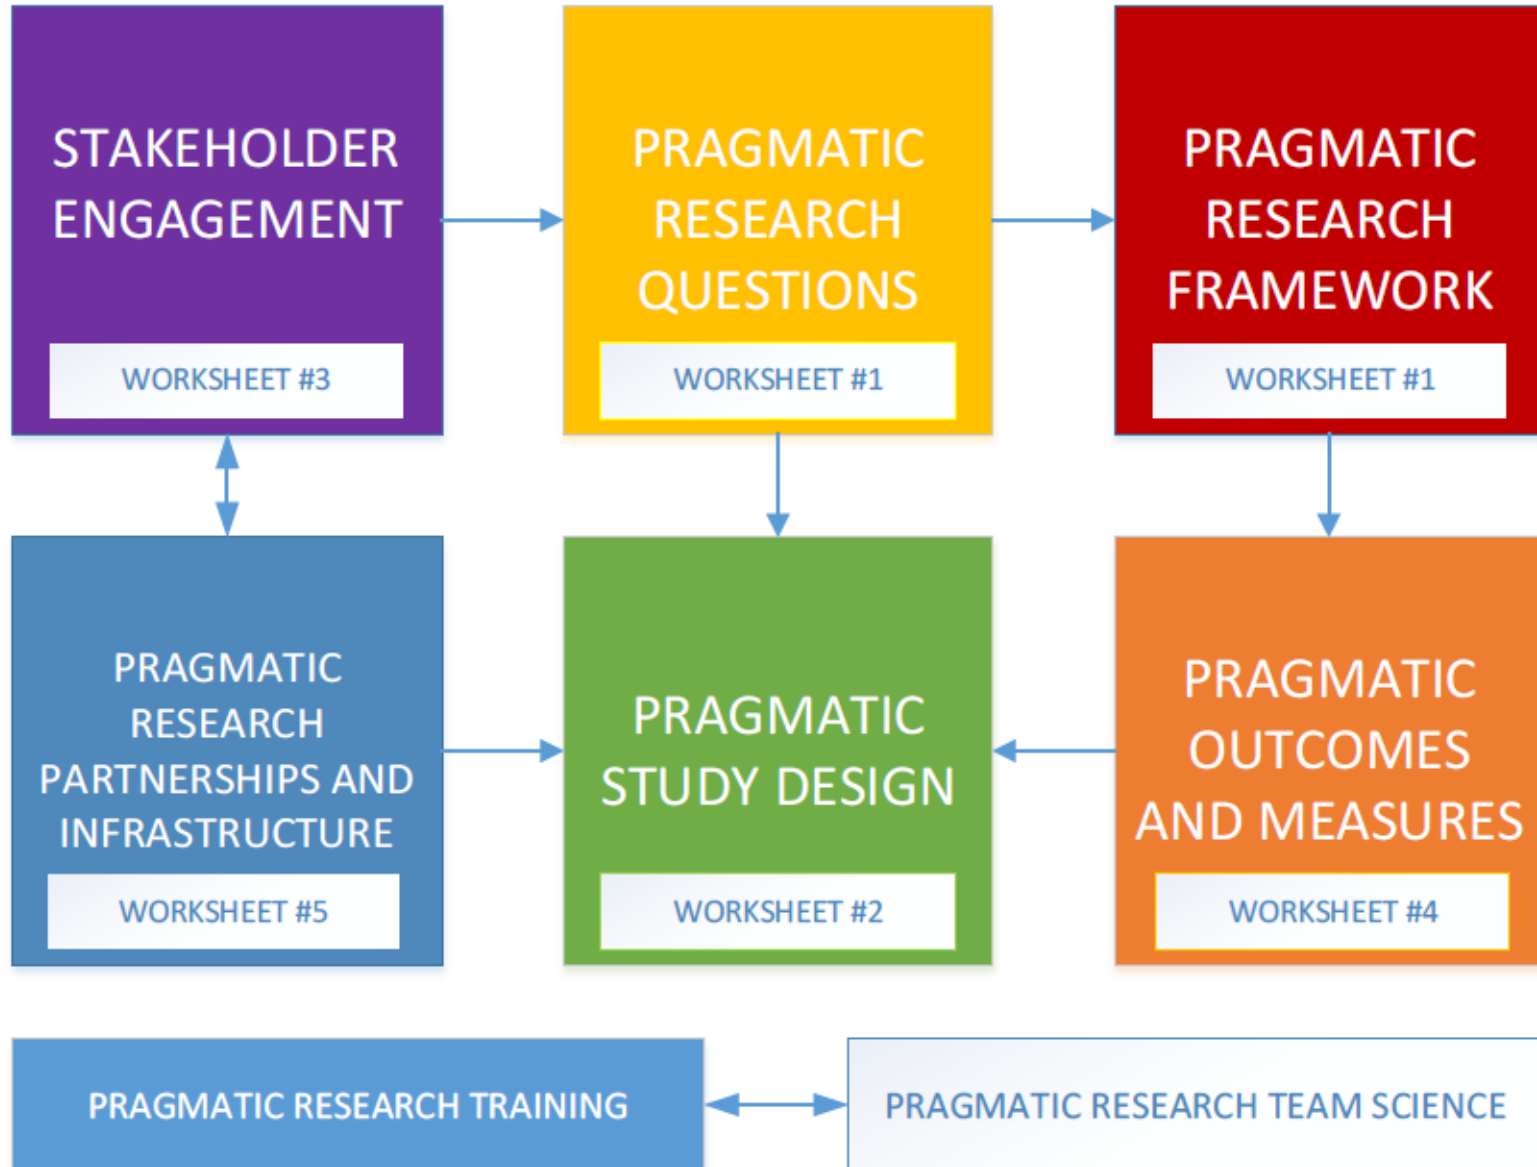 STAKEHOLDER
ENGAGEMENT
WORKSHEET #3
PRAGMATIC
RESEARCH
QUESTIONS
WORKSHEET #1
PRAGMATIC
RESEARCH
FRAMEWORK
WORKSHEET #1
PRAGMATIC
RESEARCH
PARTNERSHIPS AND
INFRASTRUCTURE
WORKSHEET #5
PRAGMATIC
STUDY DESIGN
WORKSHEET #2
PRAGMATIC
OUTCOMES
AND MEASURES
WORKSHEET #4
PRAGMATIC RESEARCH TRAINING
PRAGMATIC RESEARCH TEAM SCIENCE